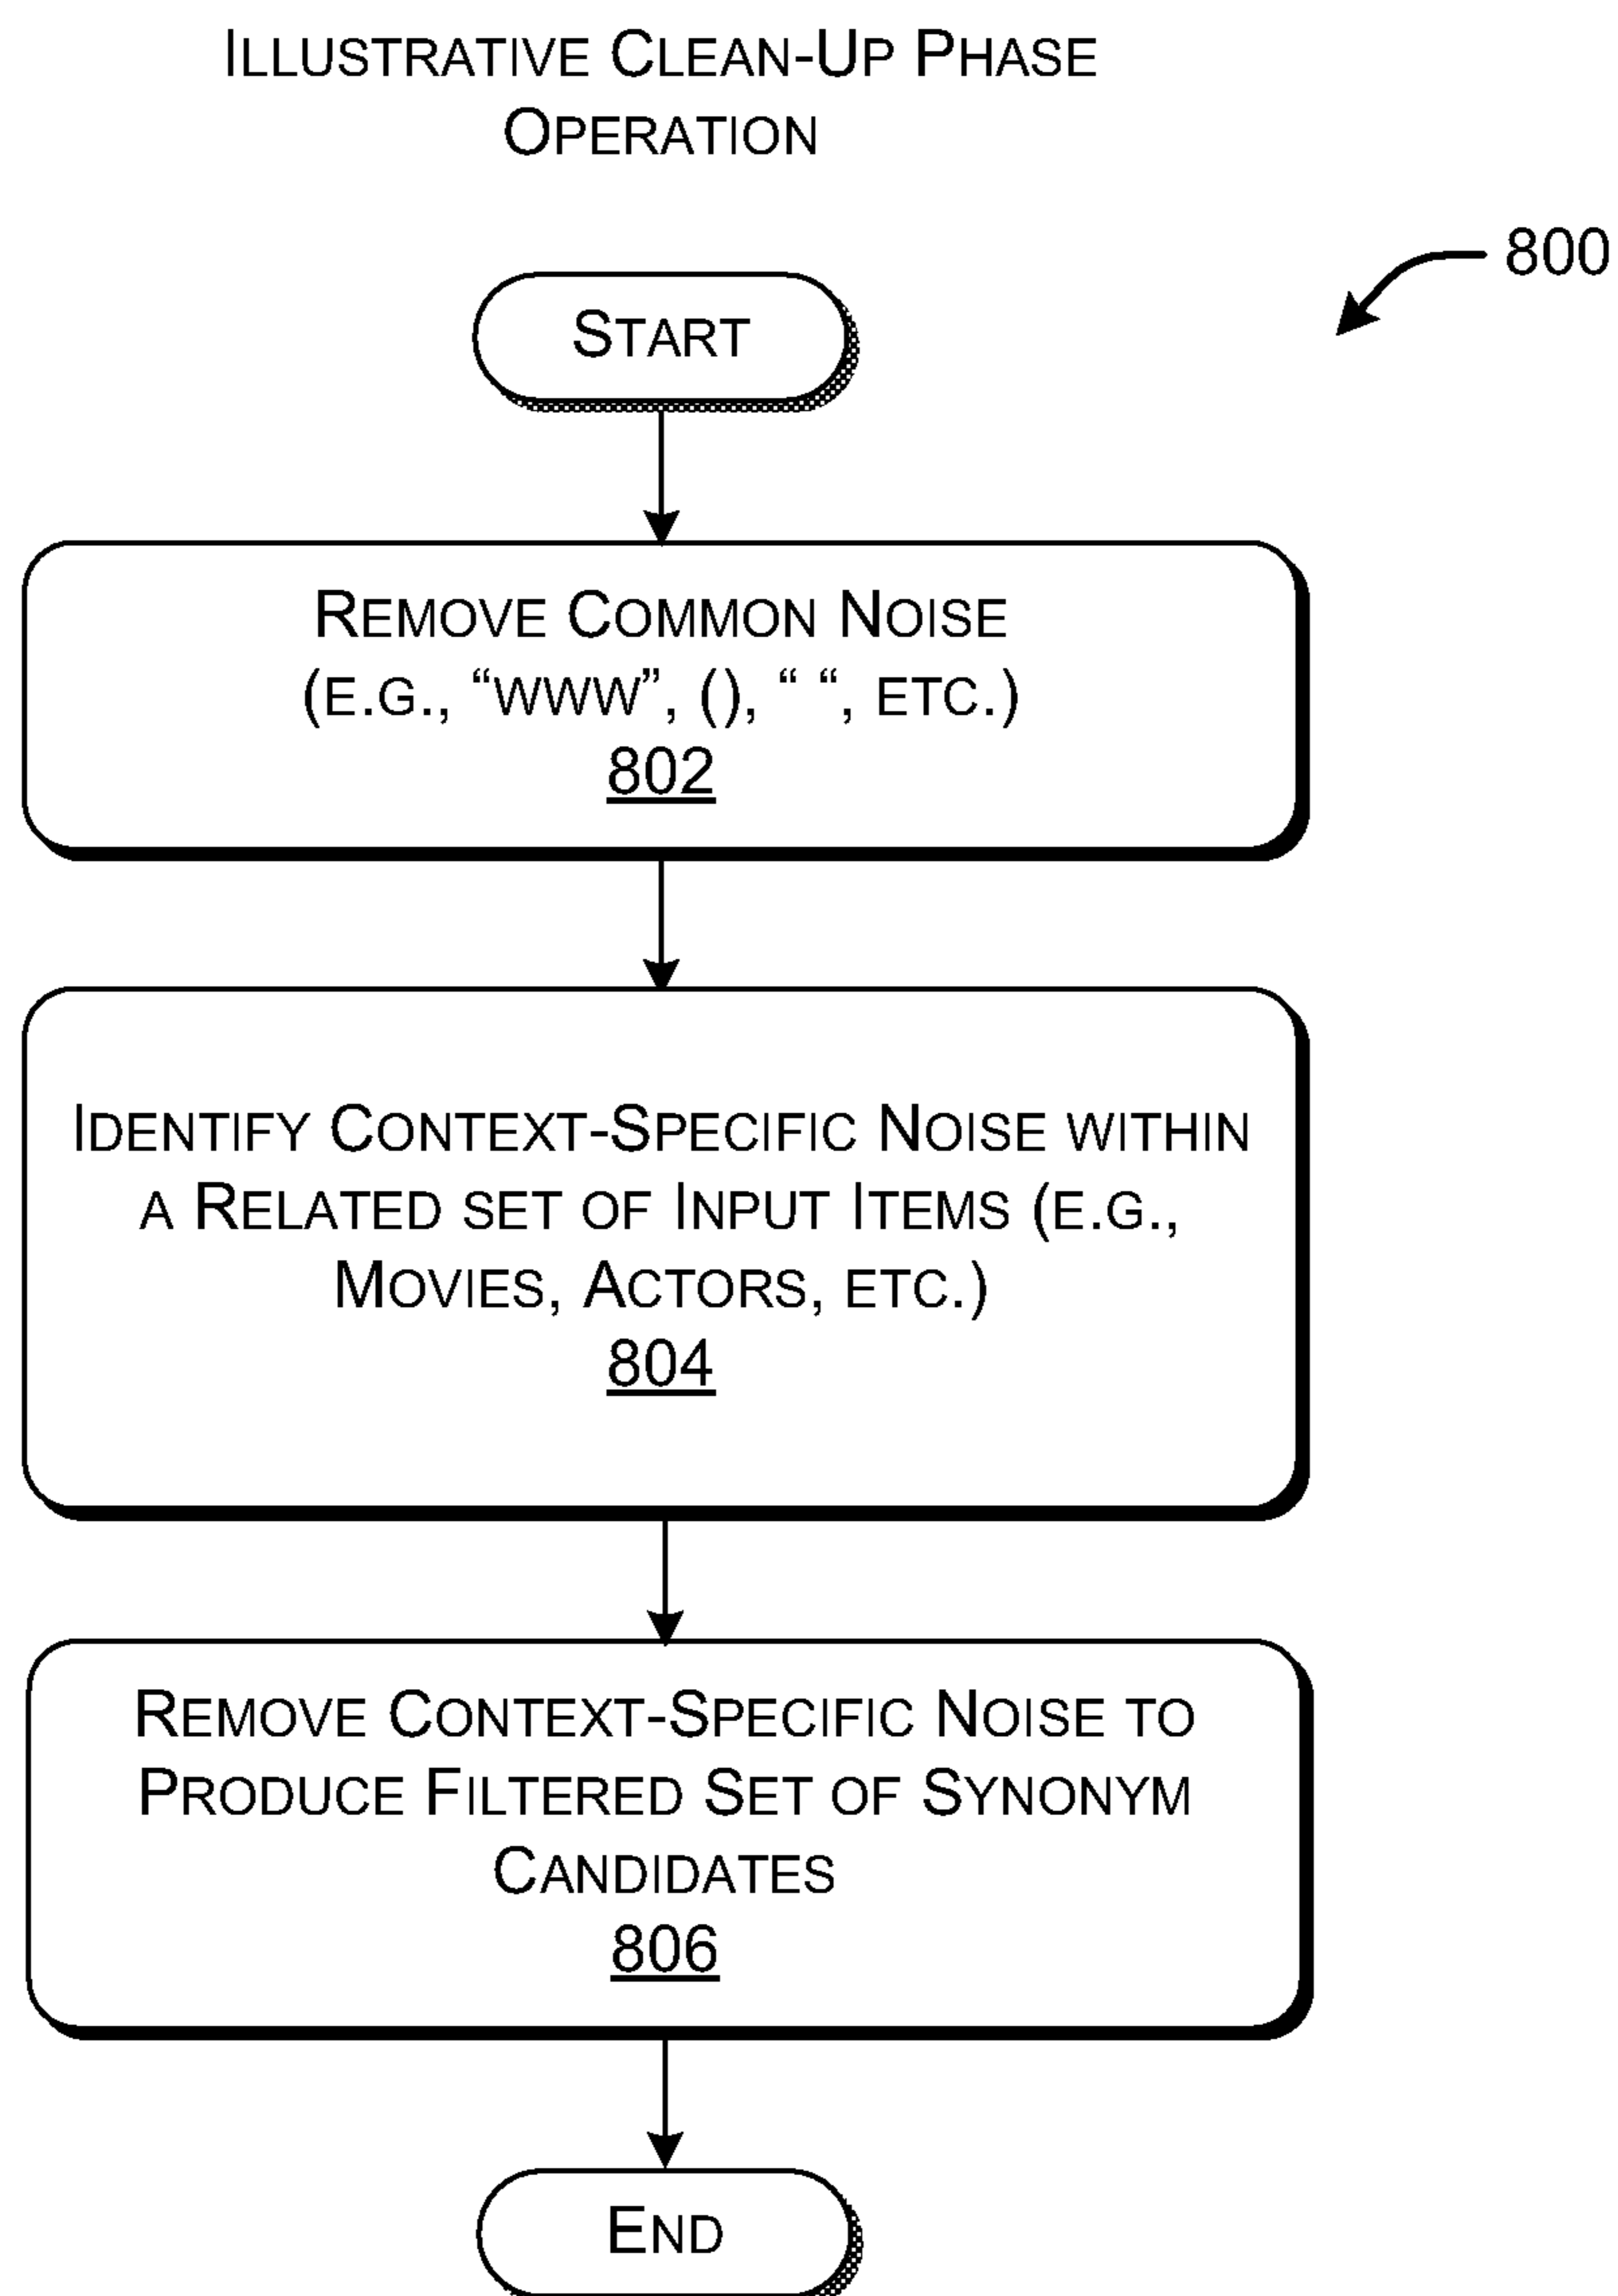 ILLUSTRATIVE CLEAN-UP PHASE
OPERATION
800
START
REMOVE COMMON NOISE
(E.G., “WWW”, (), “ “, ETC.)
802
IDENTIFY CONTEXT-SPECIFIC NOISE WITHIN
A RELATED SET OF INPUT ITEMS (E.G.,
MOVIES, ACTORS, ETC.)
804
REMOVE CONTEXT-SPECIFIC NOISE TO
PRODUCE FILTERED SET OF SYNONYM
CANDIDATES
806
END